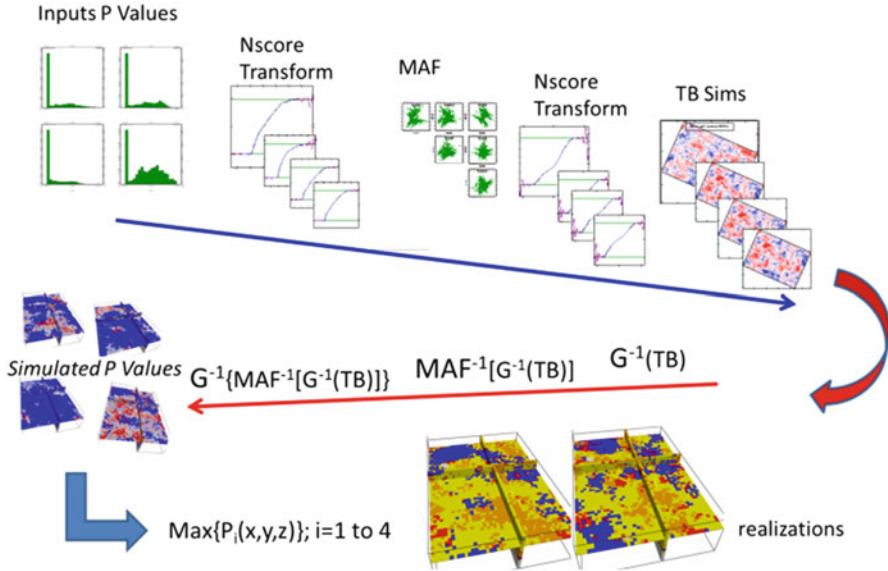 Inputs P Values
Nscore
Transform
MAF
Nscore
Transform
TB Sims
Simulated P Values
G⁻¹{MAF⁻¹[G⁻¹(TB)]}
MAF⁻¹[G⁻¹(TB)]
G⁻¹(TB)
Max{Pᵢ(x,y,z)}; i=1 to 4
realizations